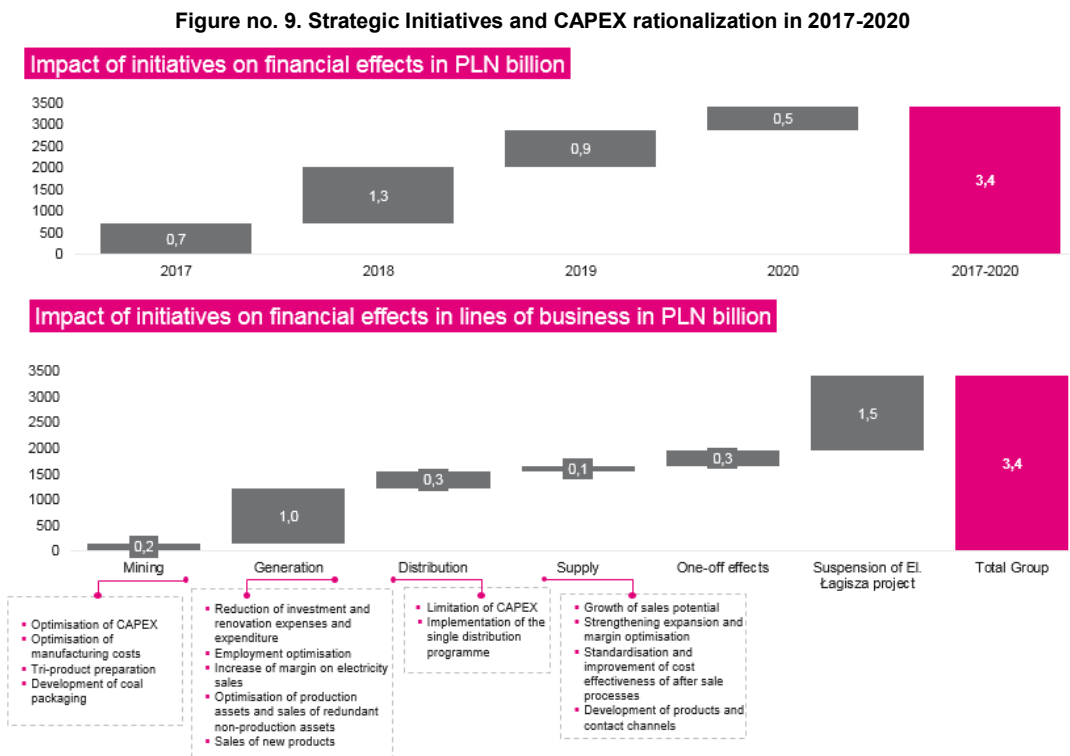 Figure no. 9. Strategic Initiatives and CAPEX rationalization in 2017-2020
Impact of initiatives on financial effects in PLN billion
3500
3000
2500
2000
1500
1000
500
0
0,7
1,3
0,9
0,5
3,4
2017
2018
2019
2020
2017-2020
Impact of initiatives on financial effects in lines of business in PLN billion
3500
3000
2500
2000
1500
1000
500
0
0,2
1,0
0,3
0,1
0,3
1,5
3,4
Mining
Generation
Distribution
Supply
One-off effects
Suspension of El.
Łagisza project
Total Group
▪ Optimisation of CAPEX
▪ Optimisation of
manufacturing costs
▪ Tri-product preparation
▪ Development of coal
packaging
▪ Reduction of investment and
renovation expenses and
expenditure
▪ Employment optimisation
▪ Increase of margin on electricity
sales
▪ Optimisation of production
assets and sales of redundant
non-production assets
▪ Sales of new products
▪ Limitation of CAPEX
▪ Implementation of the
single distribution
programme
▪ Growth of sales potential
▪ Strengthening expansion and
margin optimisation
▪ Standardisation and
improvement of cost
effectiveness of after sale
processes
▪ Development of products and
contact channels